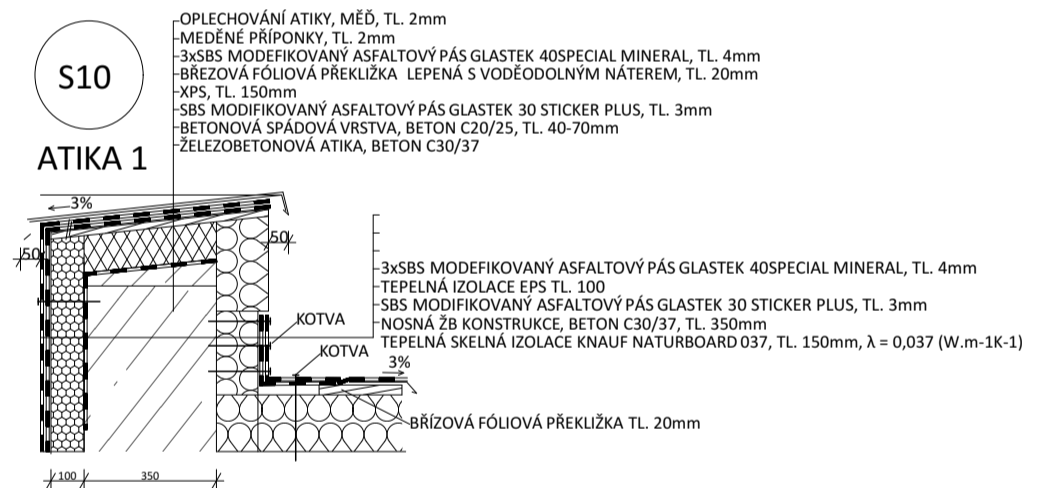 S10
ATIKA 1
OPLECHOVÁNÍ ATIKY, MĚĎ, TL. 2mm
MEDĚNÉ PŘÍPONKY, TL. 2mm
3xSBS MODEFIKOVANÝ ASFALTOVÝ PÁS GLASTEK 40SPECIAL MINERAL, TL. 4mm
BŘEZOVÁ FÓLIOVÁ PŘEKLIŽKA LEPENÁ S VODĚODOLNÝM NÁTEREM, TL. 20mm
XPS, TL. 150mm
SBS MODIFIKOVANÝ ASFALTOVÝ PÁS GLASTEK 30 STICKER PLUS, TL. 3mm
BETONOVÁ SPÁDOVÁ VRSTVA, BETON C20/25, TL. 40-70mm
ŽELEZOBETONOVÁ ATIKA, BETON C30/37
3%
50
50
3xSBS MODEFIKOVANÝ ASFALTOVÝ PÁS GLASTEK 40SPECIAL MINERAL, TL. 4mm
TEPELNÁ IZOLACE EPS TL. 100
SBS MODIFIKOVANÝ ASFALTOVÝ PÁS GLASTEK 30 STICKER PLUS, TL. 3mm
NOSNÁ ŽB KONSTRUKCE, BETON C30/37, TL. 350mm
TEPELNÁ SKELNÁ IZOLACE KNAUF NATURBOARD 037, TL. 150mm, λ = 0,037 (W.m-1K-1)
KOTVA
KOTVA
3%
BŘÍZOVÁ FÓLIOVÁ PŘEKLIŽKA TL. 20mm
100
350